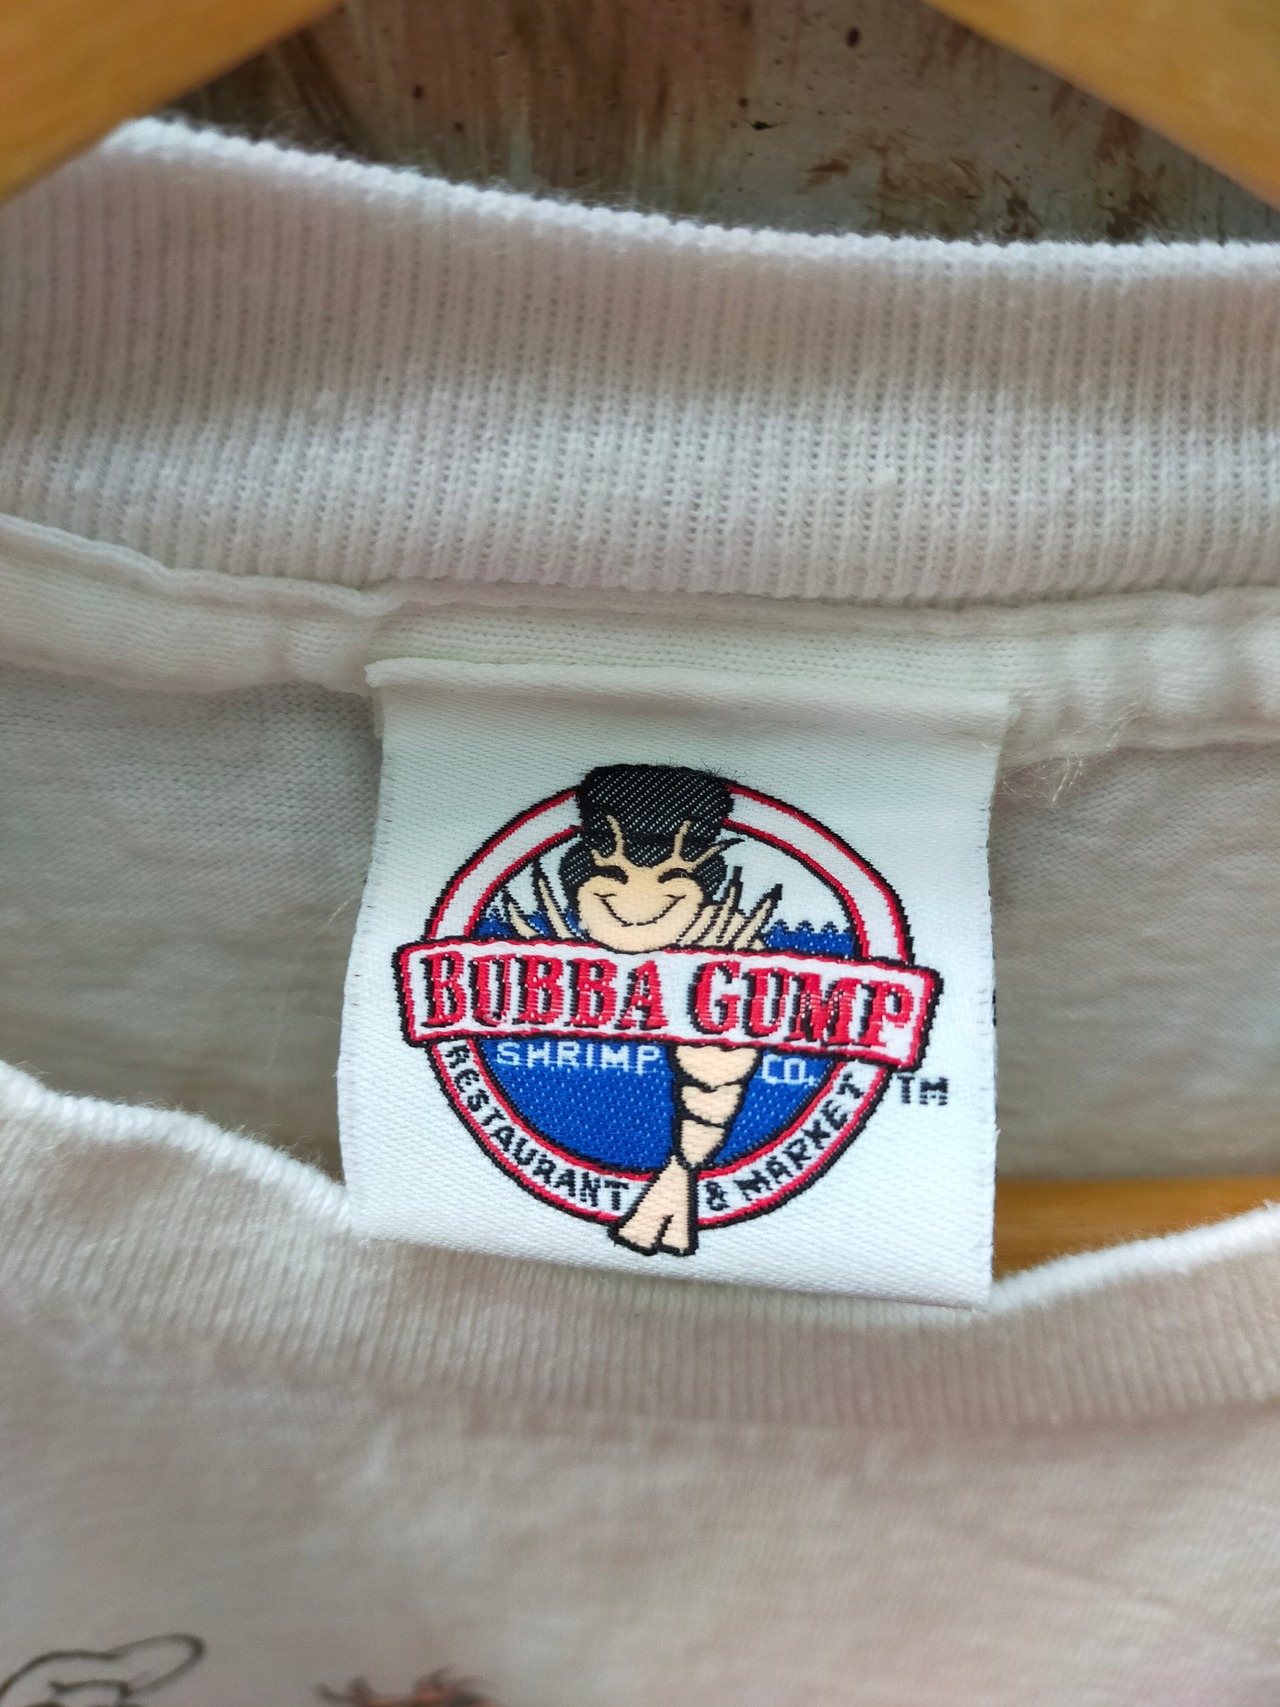 BUBBA GUMP
SHRIMP CO.
TM
RESTAURANT & MARKET